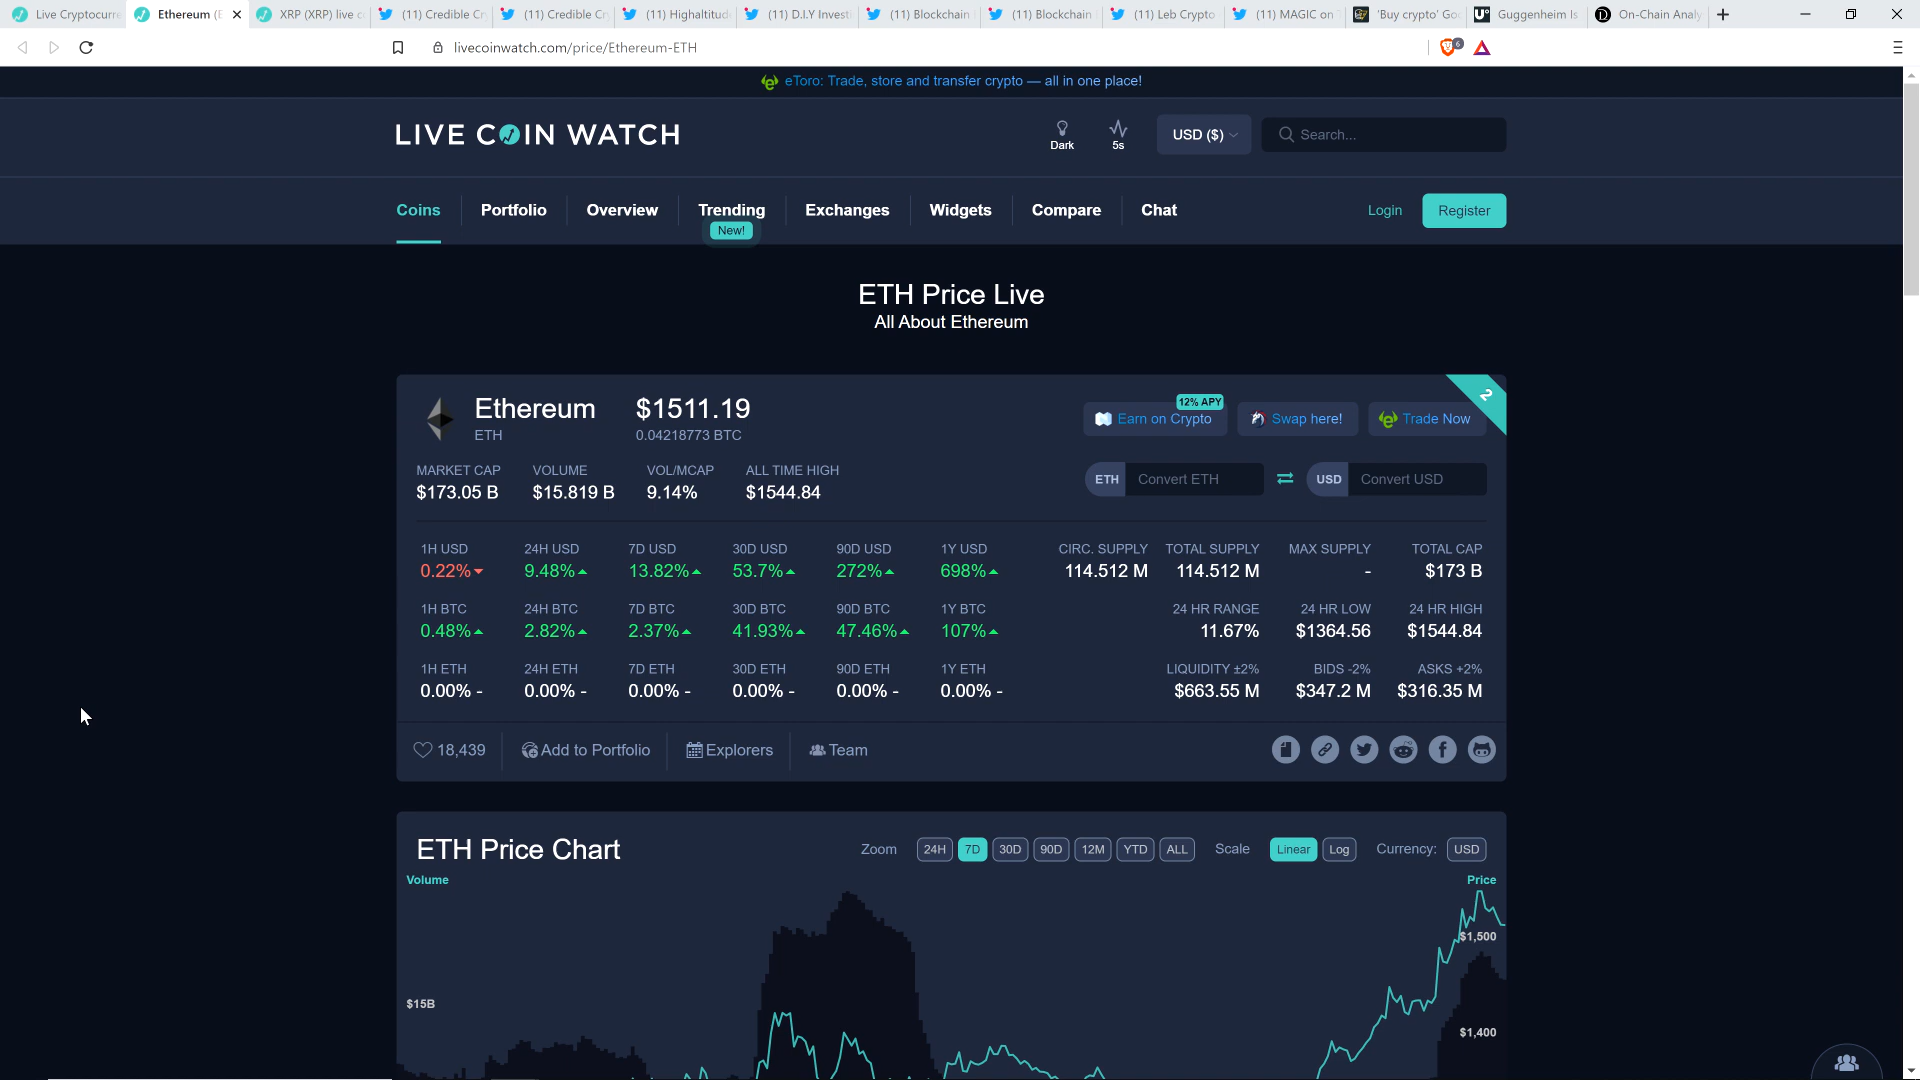 Live Cryptocurre
Ethereum (E
XRP (XRP) live c
(11) Credible Cr
(11) Credible Cr
(11) Highaltitud
(11) D.I.Y Invest
(11) Blockchain
(11) Blockchain
(11) Leb Crypto
(11) MAGIC on
'Buy crypto' Goo
Guggenheim Is
On-Chain Analy
livecoinwatch.com/price/Ethereum-ETH
6
eToro: Trade, store and transfer crypto — all in one place!
LIVE COIN WATCH
Dark
5s
USD ($)
Search...
Coins
Portfolio
Overview
Trending
New!
Exchanges
Widgets
Compare
Chat
Login
Register
ETH Price Live
All About Ethereum
Ethereum
ETH
$1511.19
0.04218773 BTC
12% APY
Earn on Crypto
Swap here!
Trade Now
2
MARKET CAP VOLUME VOL/MCAP ALL TIME HIGH
$173.05 B $15.819 B 9.14% $1544.84
ETH Convert ETH USD Convert USD
1H USD 24H USD 7D USD 30D USD 90D USD 1Y USD CIRC. SUPPLY TOTAL SUPPLY MAX SUPPLY TOTAL CAP
0.22% 9.48% 13.82% 53.7% 272% 698% 114.512 M 114.512 M - $173 B
1H BTC 24H BTC 7D BTC 30D BTC 90D BTC 1Y BTC 24 HR RANGE 24 HR LOW 24 HR HIGH
0.48% 2.82% 2.37% 41.93% 47.46% 107% 11.67% $1364.56 $1544.84
1H ETH 24H ETH 7D ETH 30D ETH 90D ETH 1Y ETH LIQUIDITY ±2% BIDS -2% ASKS +2%
0.00% - 0.00% - 0.00% - 0.00% - 0.00% - 0.00% - $663.55 M $347.2 M $316.35 M
18,439
Add to Portfolio
Explorers
Team
ETH Price Chart
Zoom 24H 7D 30D 90D 12M YTD ALL Scale Linear Log Currency: USD
Volume
Price
$1,500
$15B
$1,400